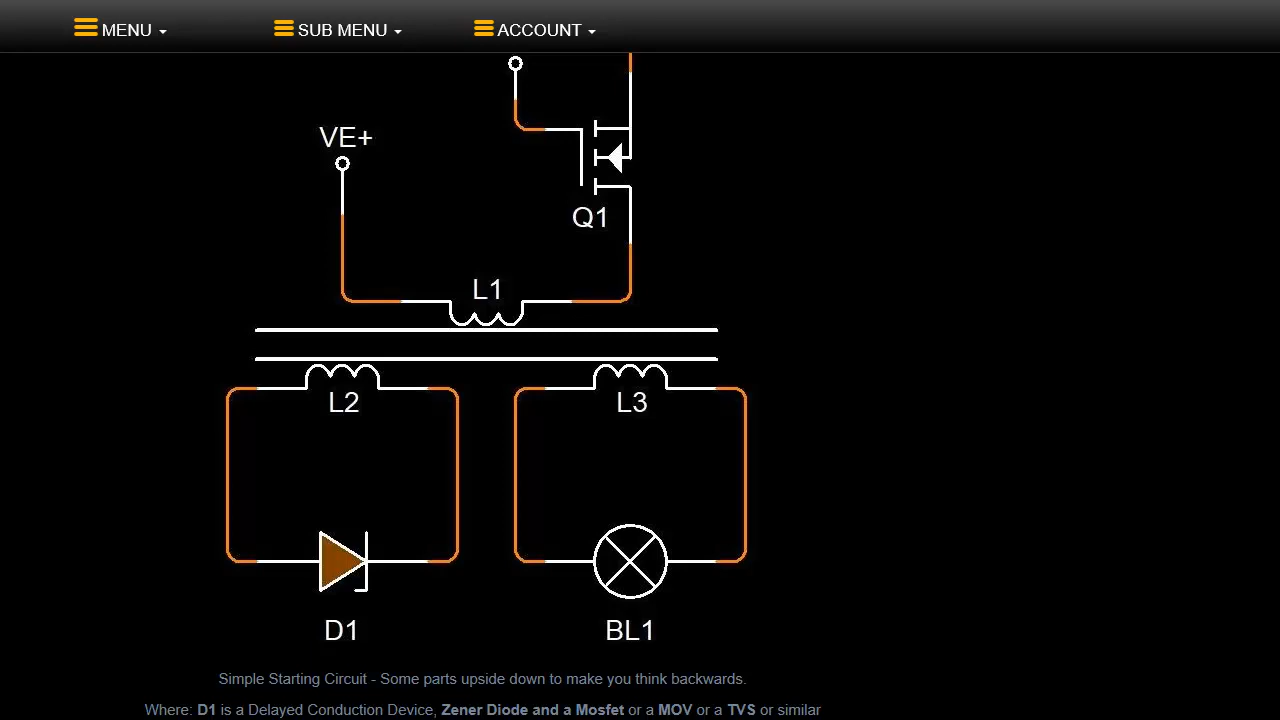 MENU SUB MENU ACCOUNT
VE+
Q1
L1
L2 L3
D1 BL1
Simple Starting Circuit - Some parts upside down to make you think backwards.
Where: D1 is a Delayed Conduction Device, Zener Diode and a Mosfet or a MOV or a TVS or similar